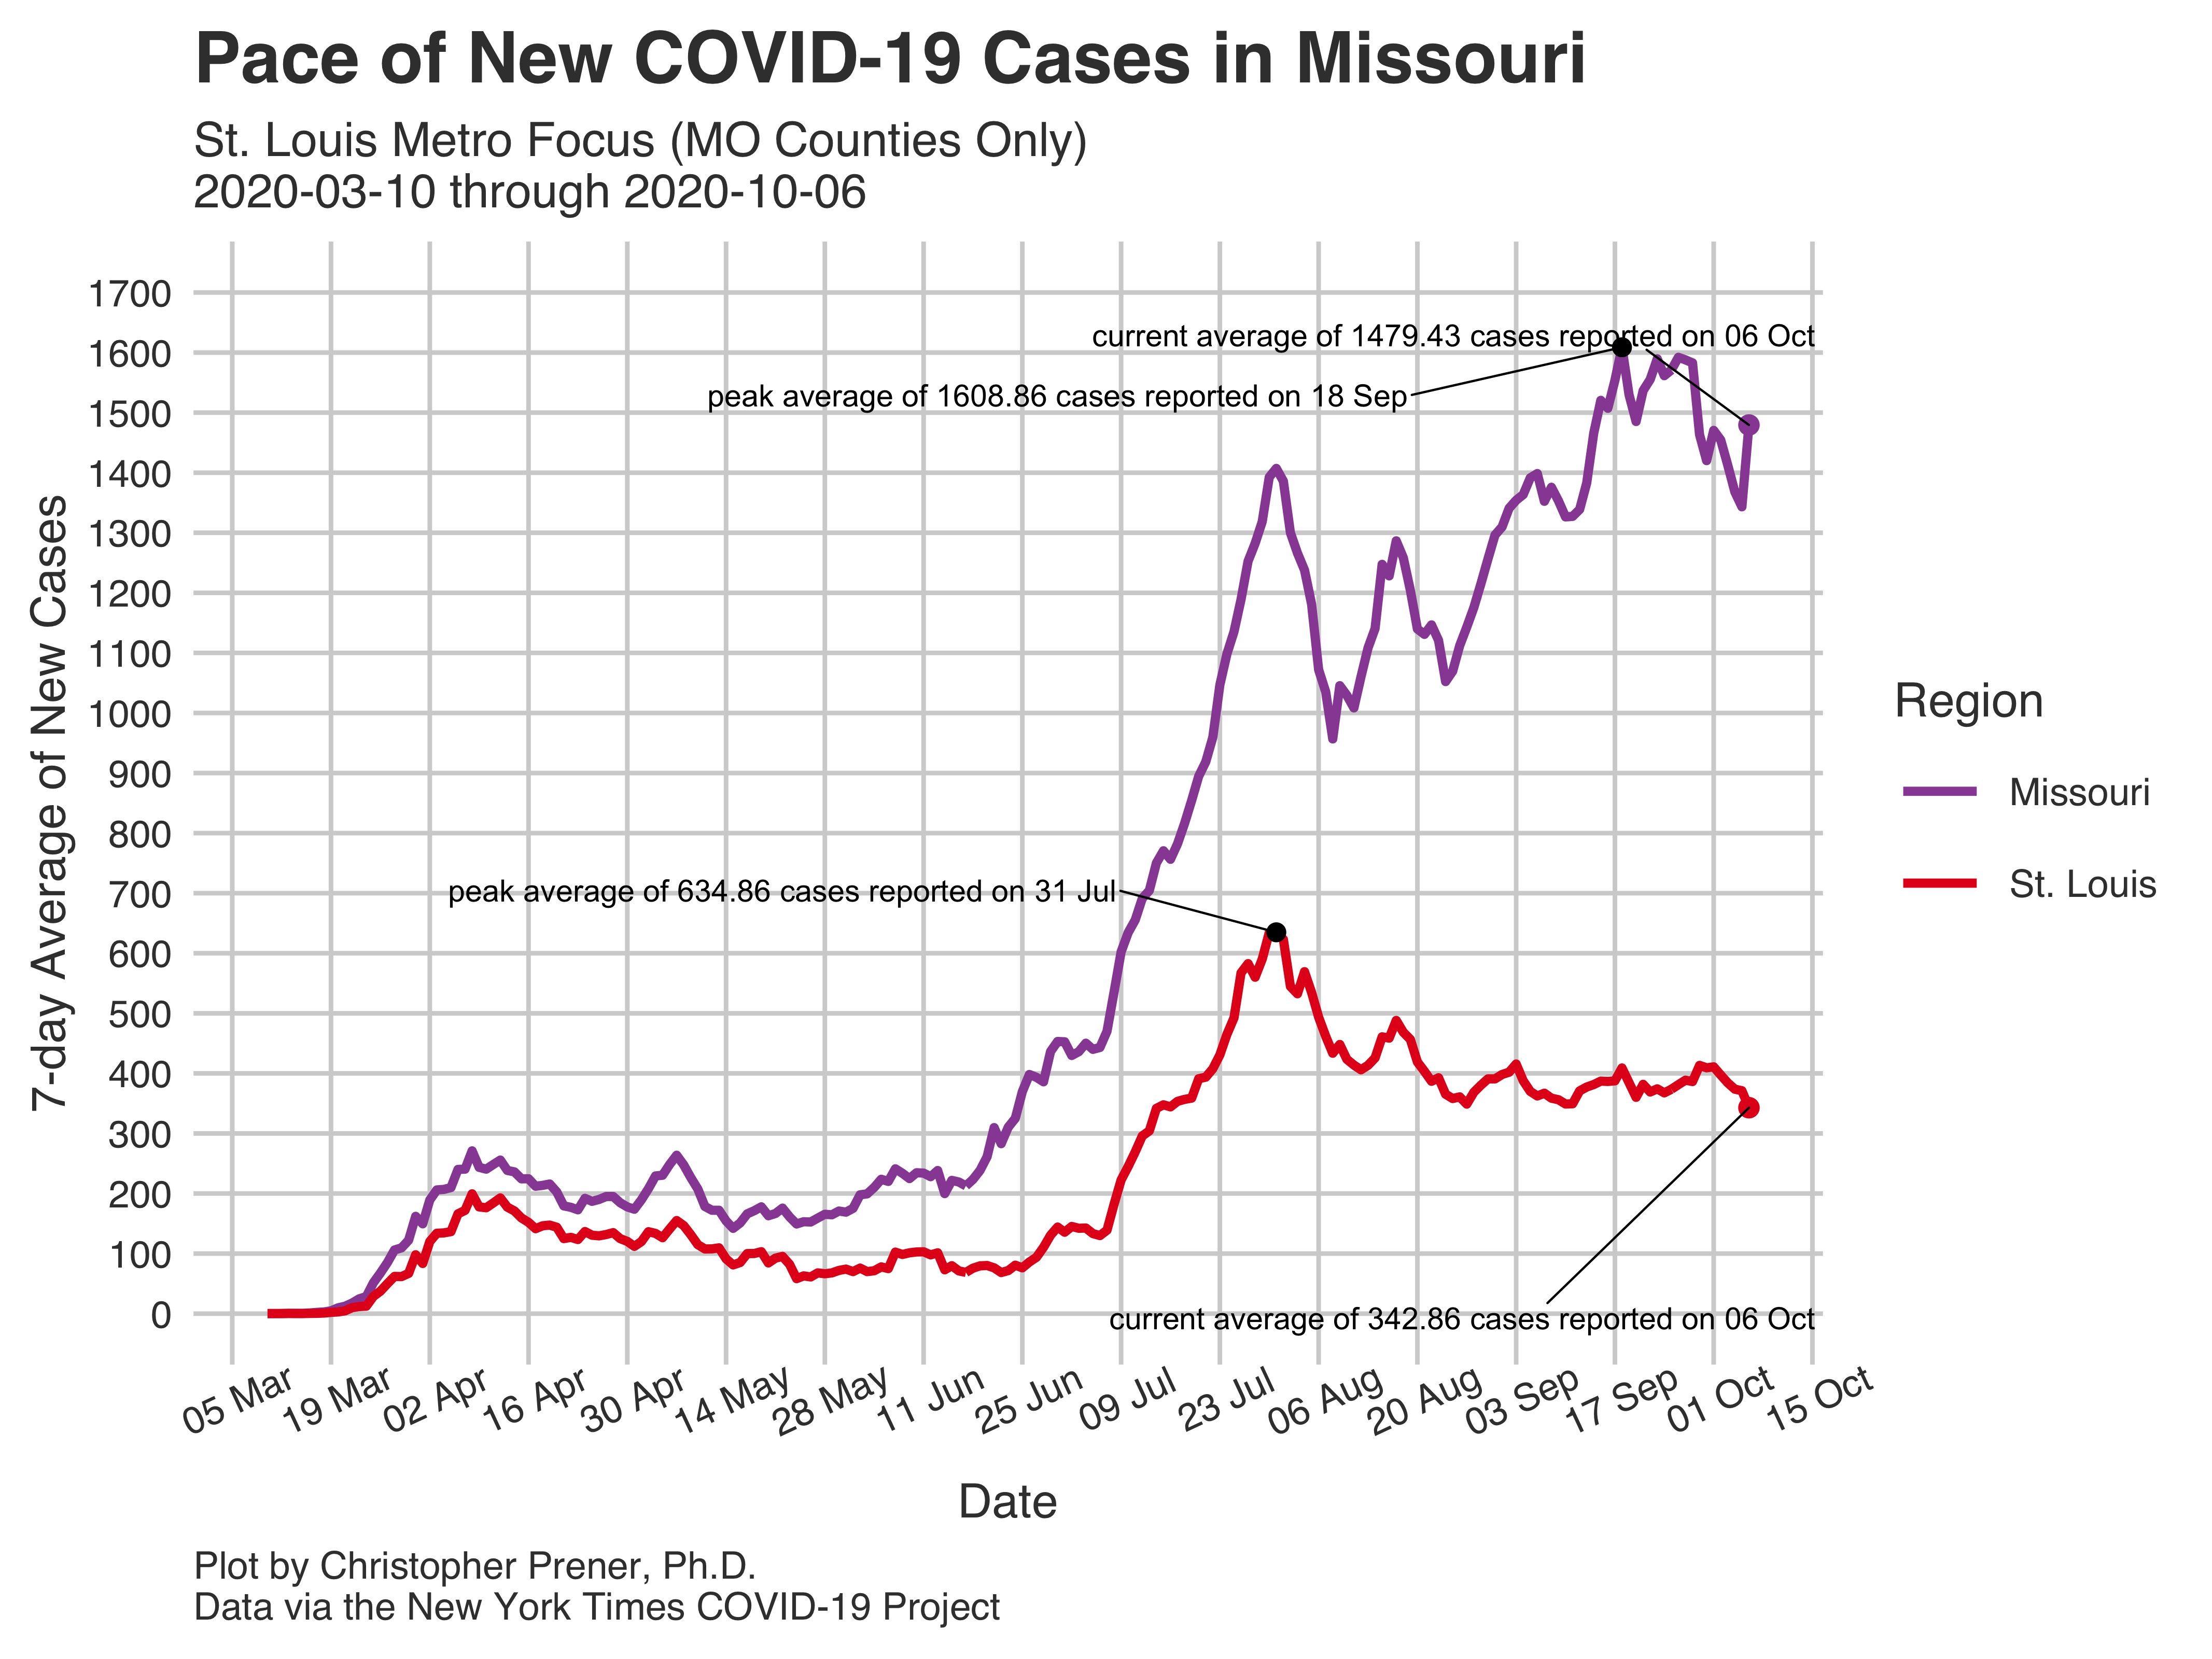 Pace of New COVID-19 Cases in Missouri
St. Louis Metro Focus (MO Counties Only)
2020-03-10 through 2020-10-06
7-day Average of New Cases
1700
1600
1500
1400
1300
1200
1100
1000
900
800
700
600
500
400
300
200
100
0
current average of 1479.43 cases reported on 06 Oct
peak average of 1608.86 cases reported on 18 Sep
peak average of 634.86 cases reported on 31 Jul
current average of 342.86 cases reported on 06 Oct
Region
Missouri
St. Louis
05 Mar
19 Mar
02 Apr
16 Apr
30 Apr
14 May
28 May
11 Jun
25 Jun
09 Jul
23 Jul
06 Aug
20 Aug
03 Sep
17 Sep
01 Oct
15 Oct
Date
Plot by Christopher Prener, Ph.D.
Data via the New York Times COVID-19 Project